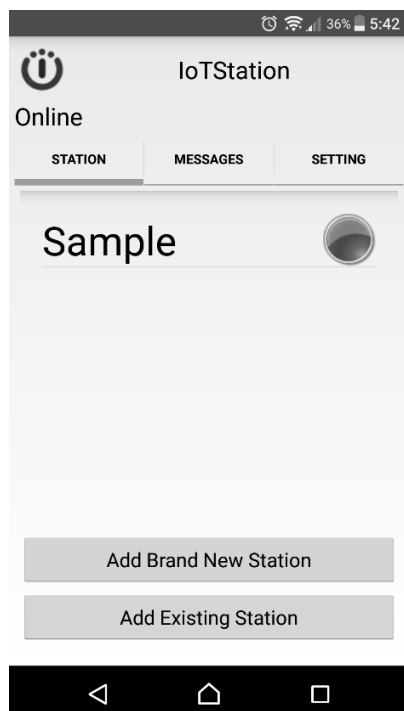 36% 5:42
IoTStation
Online
STATION MESSAGES SETTING
Sample
Add Brand New Station
Add Existing Station